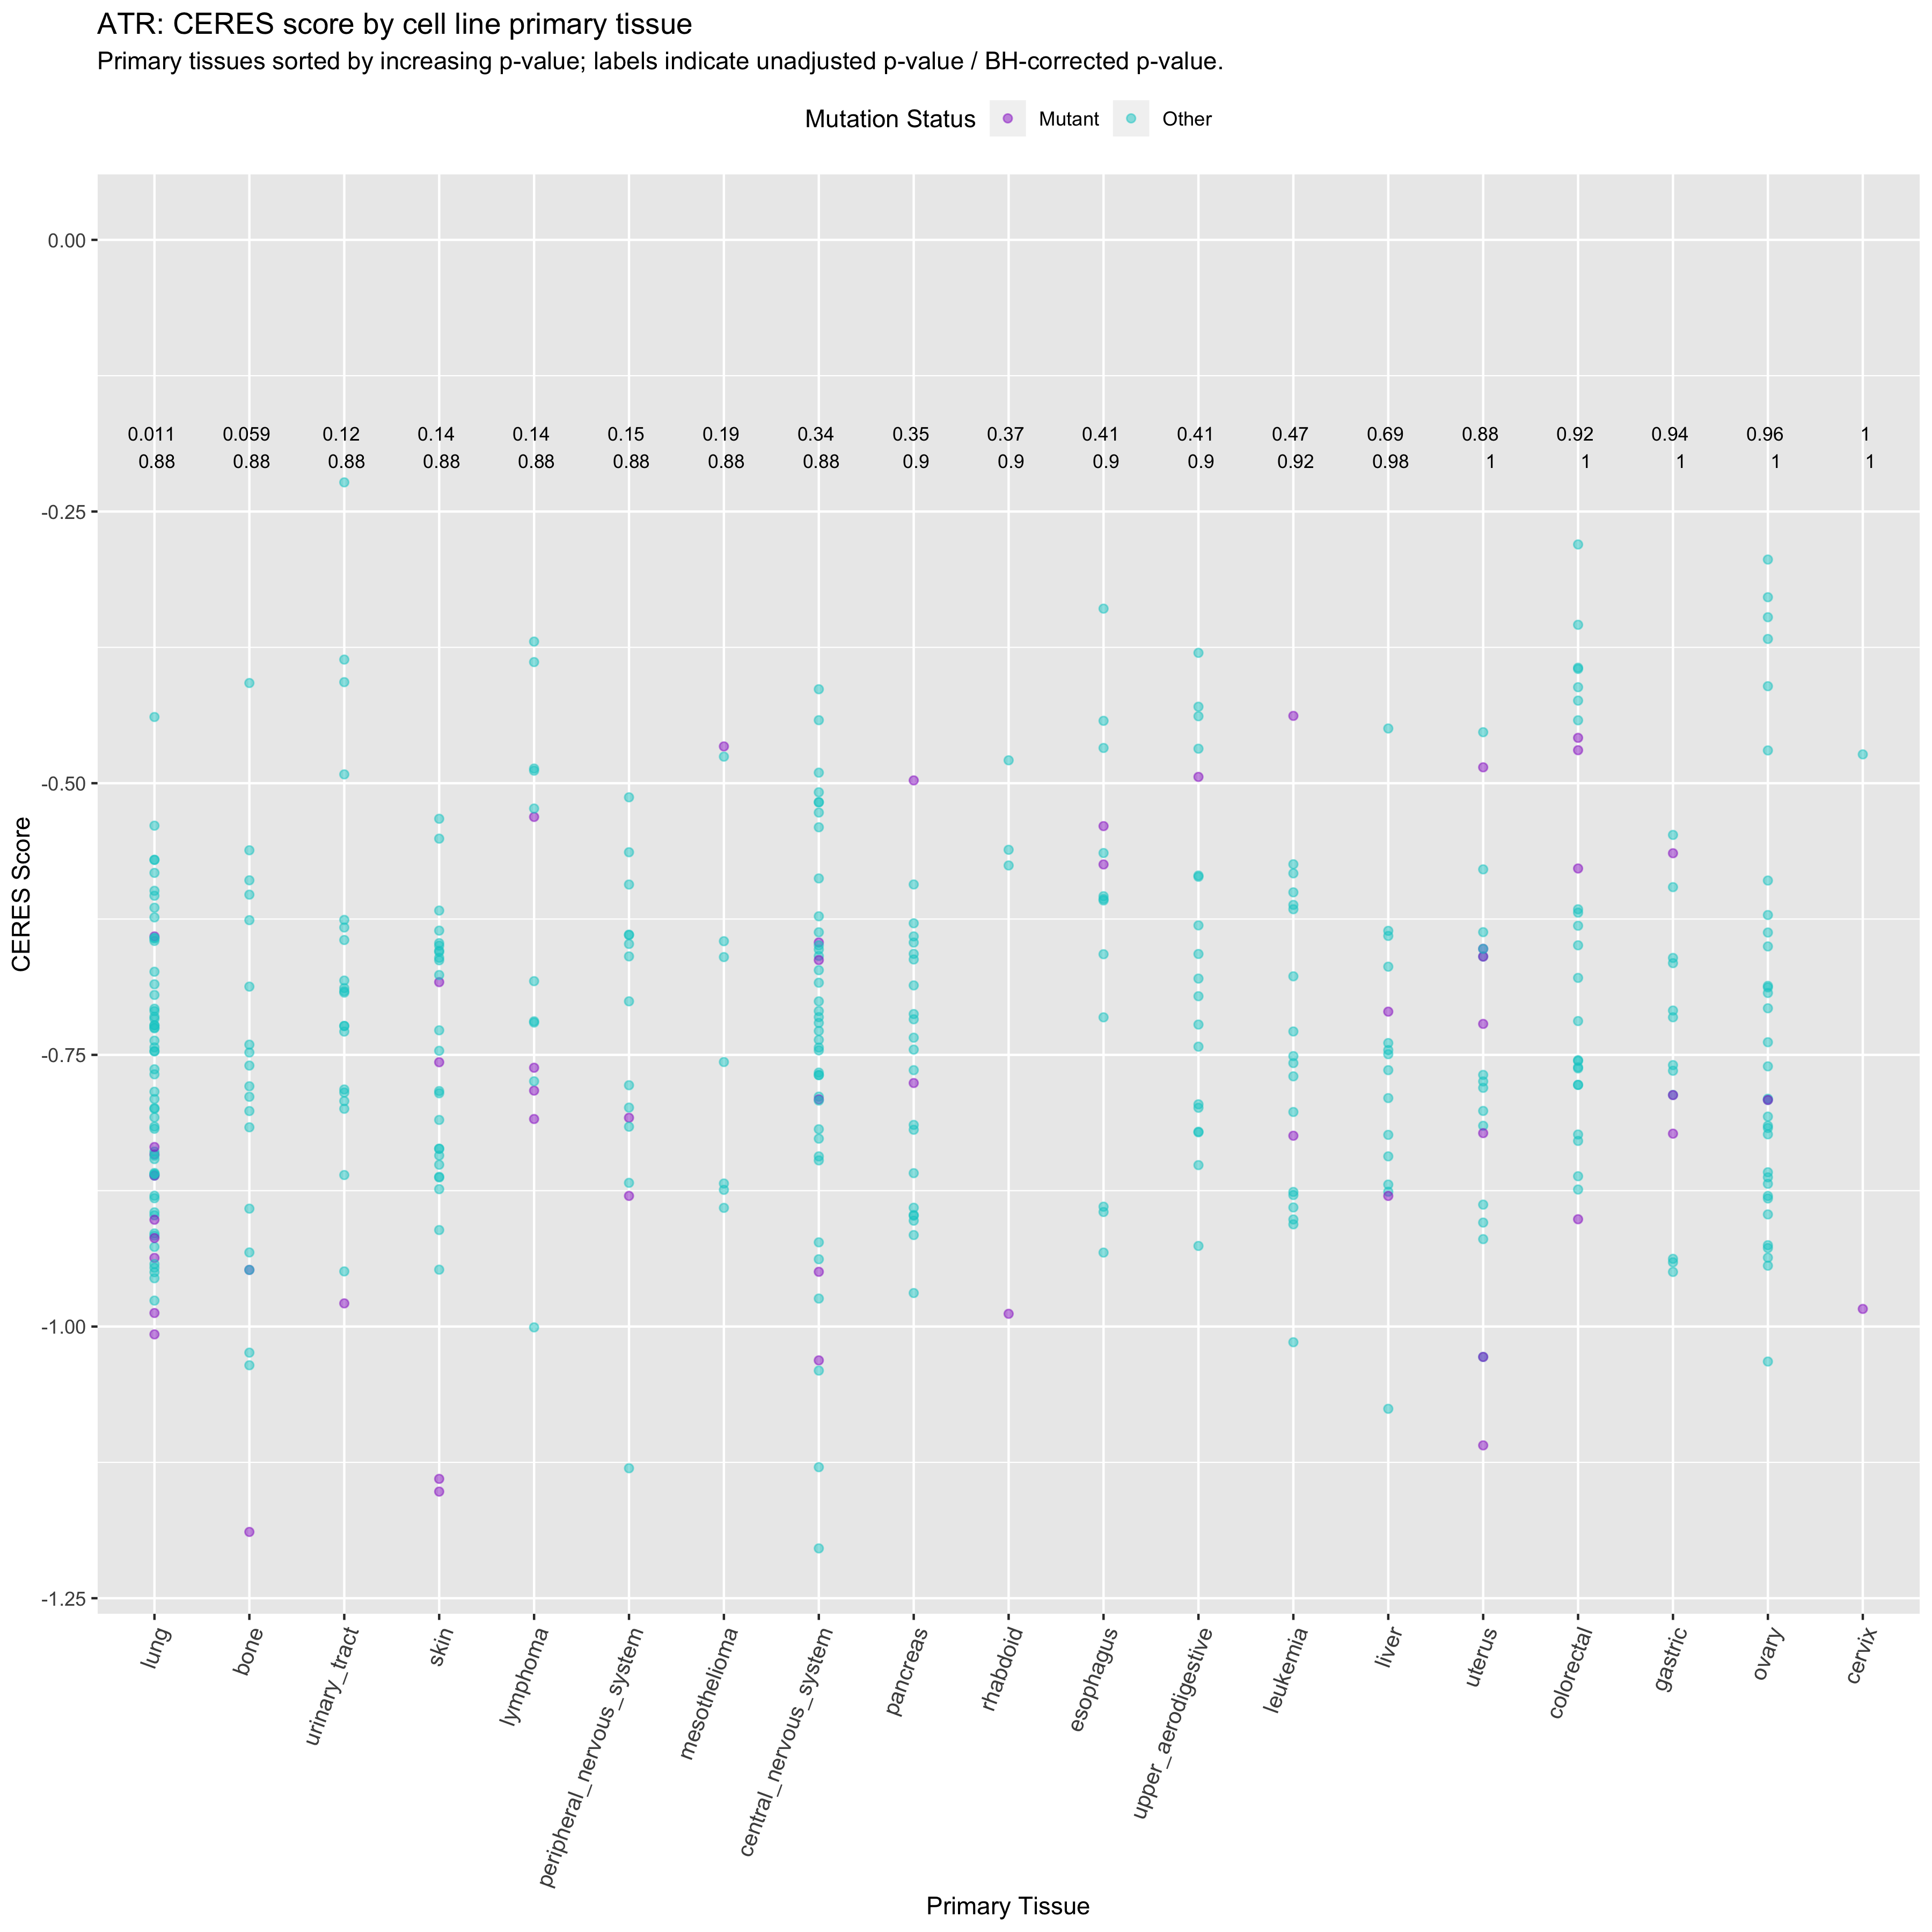 ATR: CERES score by cell line primary tissue
Primary tissues sorted by increasing p-value; labels indicate unadjusted p-value / BH-corrected p-value.
Mutation Status Mutant Other
0.00
0.011 0.059 0.12 0.14 0.14 0.15 0.19 0.34 0.35 0.37 0.41 0.41 0.47 0.69 0.88 0.92 0.94 0.96 1
0.88 0.88 0.88 0.88 0.88 0.88 0.88 0.88 0.9 0.9 0.9 0.9 0.92 0.98 1 1 1 1 1
-0.25
-0.50
-0.75
-1.00
-1.25
CERES Score
lung
bone
urinary_tract
skin
lymphoma
peripheral_nervous_system
mesothelioma
central_nervous_system
pancreas
rhabdoid
esophagus
upper_aerodigestive
leukemia
liver
uterus
colorectal
gastric
ovary
cervix
Primary Tissue